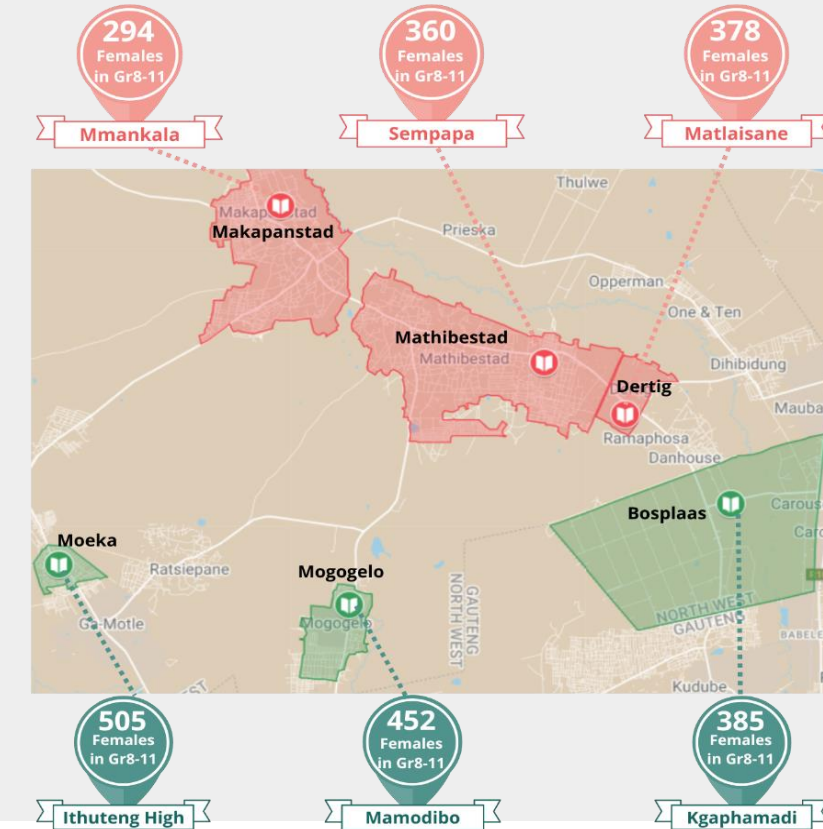 294
Females
in Gr8-11
Mmankala
360
Females
in Gr8-11
Sempapa
378
Females
in Gr8-11
Matlaisane
Thulwe
Makapanstad
Prieska
Opperman
One & Ten
Mathibestad
Mathibestad
Dihibidung
Dertig
Ramaphosa
Danhouse
Bosplaas
Moeka
Ratsiepane
Mogogelo
Mogogelo
Ga-Motle
GAUTENG
NORTH WEST
NORTH WEST
GAUTENG
Kudube
505
Females
in Gr8-11
Ithuteng High
452
Females
in Gr8-11
Mamodibo
385
Females
in Gr8-11
Kgaphamadi